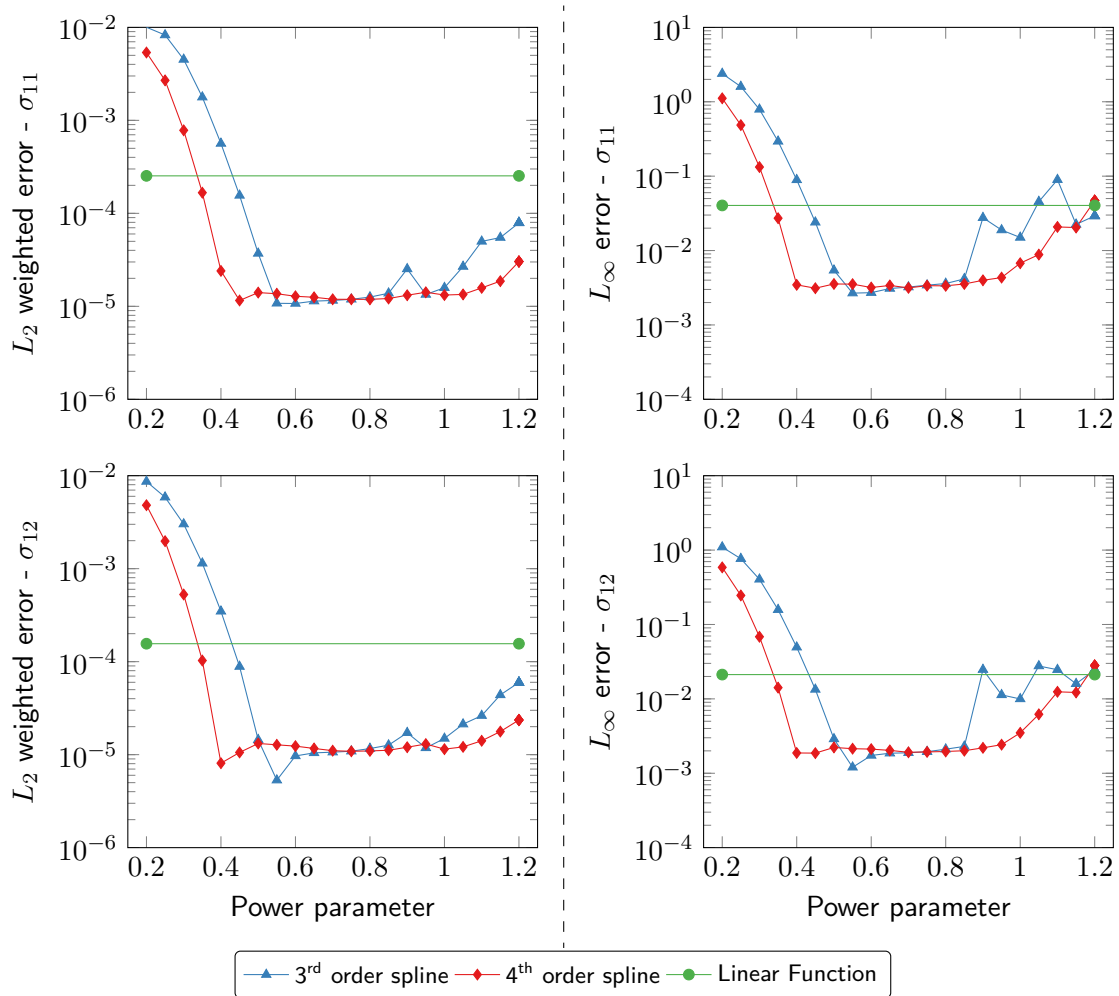 10^−2
10^−3
10^−4
10^−5
10^−6
0.2 0.4 0.6 0.8 1 1.2
L_2 weighted error - σ_11
10^1
10^0
10^−1
10^−2
10^−3
10^−4
0.2 0.4 0.6 0.8 1 1.2
L_∞ error - σ_11
10^−2
10^−3
10^−4
10^−5
10^−6
0.2 0.4 0.6 0.8 1 1.2
L_2 weighted error - σ_12
Power parameter
10^1
10^0
10^−1
10^−2
10^−3
10^−4
0.2 0.4 0.6 0.8 1 1.2
L_∞ error - σ_12
Power parameter
3^rd order spline 4^th order spline Linear Function